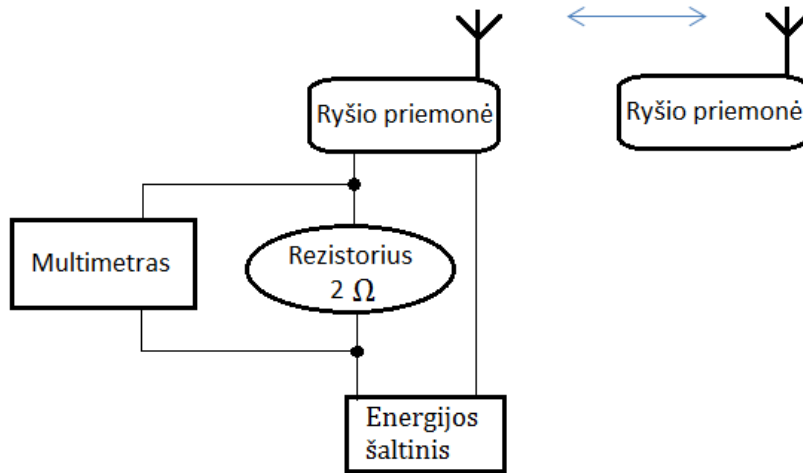 Ryšio priemonė
Ryšio priemonė
Multimetras
Rezistorius
2 Ω
Energijos
šaltinis